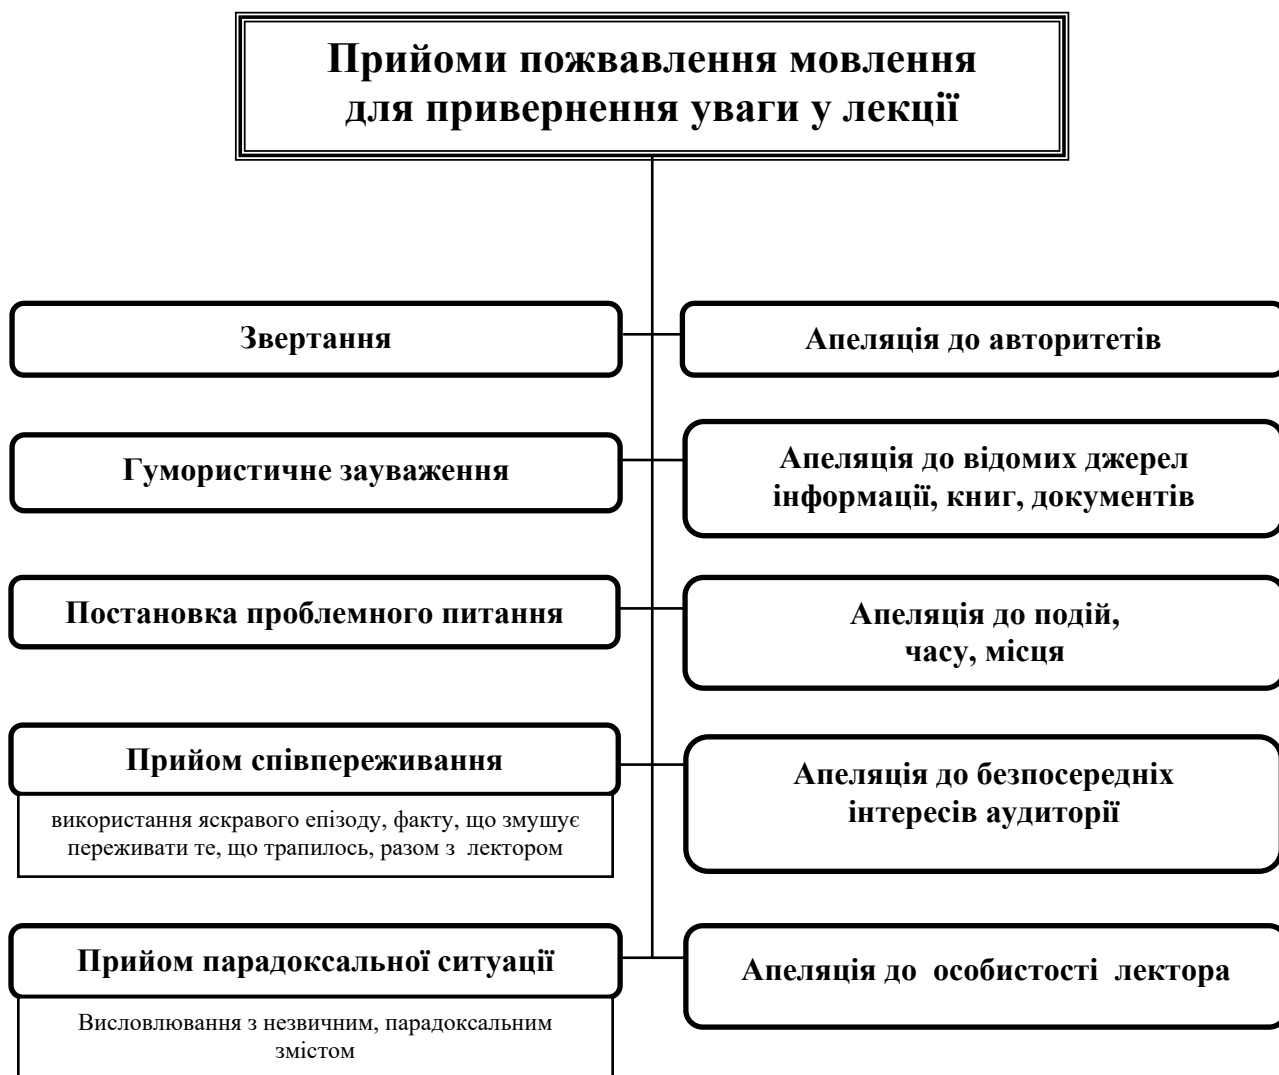 Прийоми пожвавлення мовлення
для привернення уваги у лекції
Звертання
Апеляція до авторитетів
Гумористичне зауваження
Апеляція до відомих джерел
інформації, книг, документів
Постановка проблемного питання
Апеляція до подій,
часу, місця
Прийом співпереживання
використання яскравого епізоду, факту, що змушує
переживати те, що трапилось, разом з лектором
Апеляція до безпосередніх
інтересів аудиторії
Прийом парадоксальної ситуації
Висловлювання з незвичним, парадоксальним
змістом
Апеляція до особистості лектора